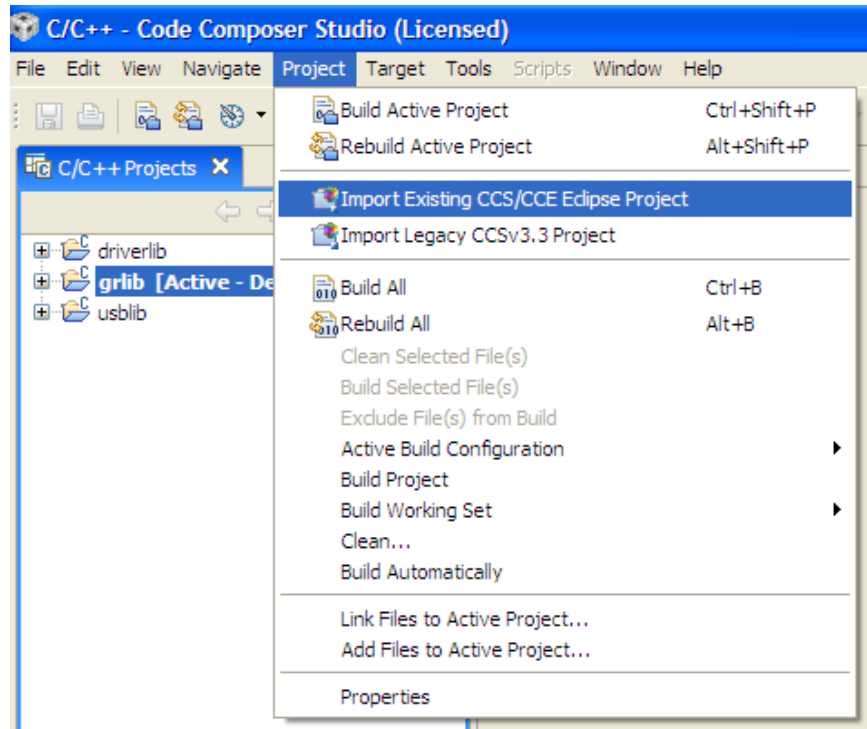 C/C++ - Code Composer Studio (Licensed)
File Edit View Navigate Project Target Tools Scripts Window Help
Build Active Project Ctrl+Shift+P
Rebuild Active Project Alt+Shift+P
C/C++ Projects
Import Existing CCS/CCE Eclipse Project
Import Legacy CCSv3.3 Project
driverlib
grlib [Active - De
usblib
Build All Ctrl+B
Rebuild All Alt+B
Clean Selected File(s)
Build Selected File(s)
Exclude File(s) from Build
Active Build Configuration
Build Project
Build Working Set
Clean...
Build Automatically
Link Files to Active Project...
Add Files to Active Project...
Properties